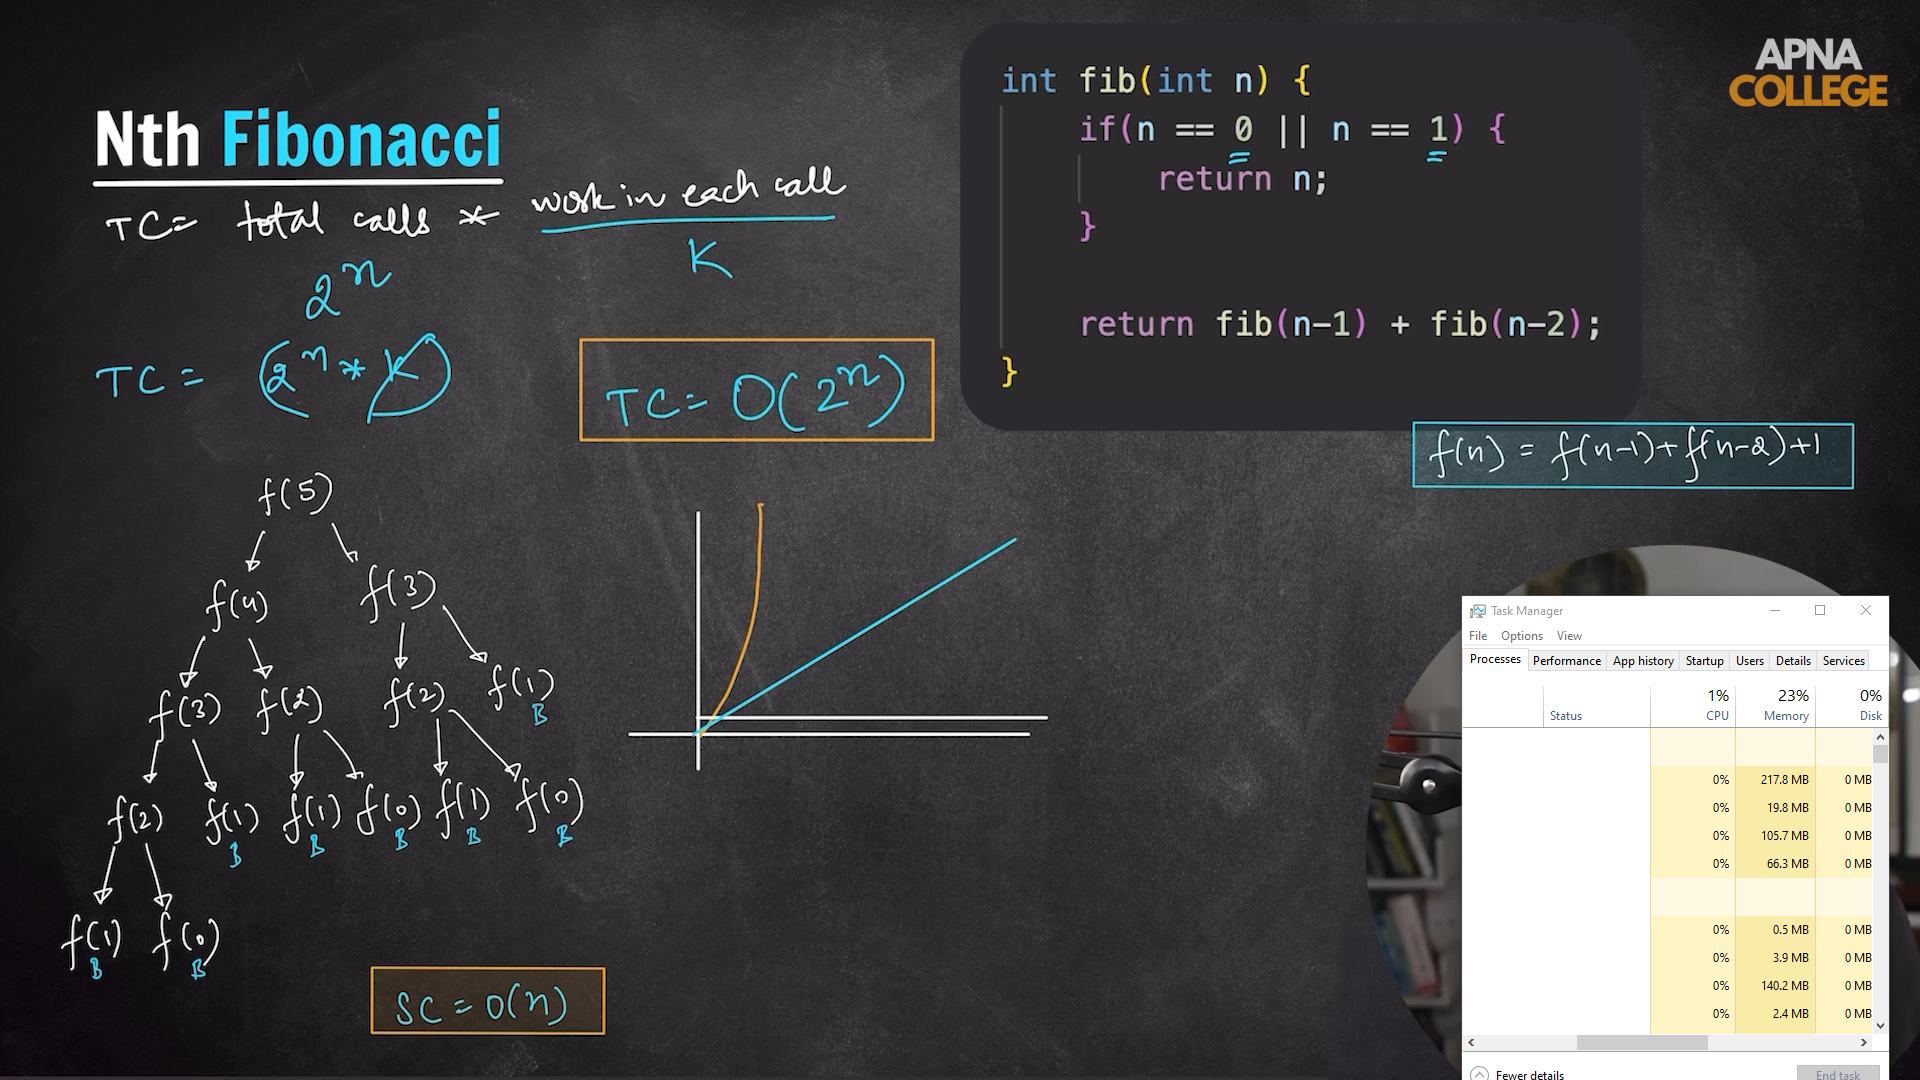 APNA
COLLEGE
Nth Fibonacci
TC = total calls * work in each call
2^n
K
TC = (2^n * K)
TC = O(2^n)
int fib(int n) {
if(n == 0 || n == 1) {
return n;
}
return fib(n-1) + fib(n-2);
}
f(n) = f(n-1)+f(n-2)+1
f(5)
f(4) f(3)
f(3) f(2) f(2) f(1)
B
f(2) f(1) f(1) f(0) f(1) f(0)
B B B B B
f(1) f(0)
B B
SC = O(n)
Task Manager
File Options View
Processes Performance App history Startup Users Details Services
1% 23% 0%
Status CPU Memory Disk
0% 217.8 MB 0 MB
0% 19.8 MB 0 MB
0% 105.7 MB 0 MB
0% 66.3 MB 0 MB
0% 0.5 MB 0 MB
0% 3.9 MB 0 MB
0% 140.2 MB 0 MB
0% 2.4 MB 0 MB
Fewer details End task